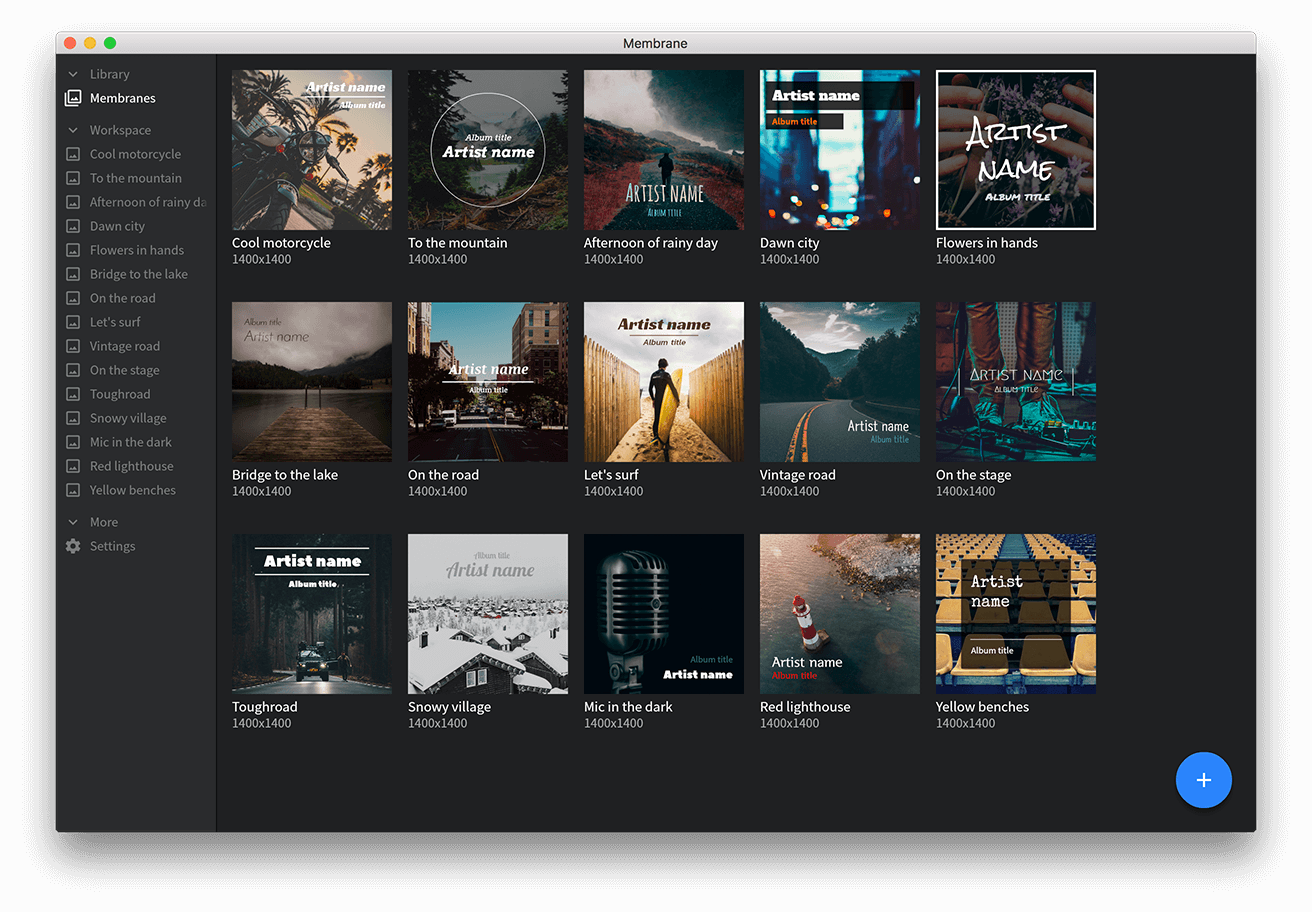 Membrane
Library
Membranes
Workspace
Cool motorcycle
To the mountain
Afternoon of rainy da
Dawn city
Flowers in hands
Bridge to the lake
On the road
Let's surf
Vintage road
On the stage
Toughroad
Snowy village
Mic in the dark
Red lighthouse
Yellow benches
More
Settings
Artist name
Album title
Cool motorcycle
1400x1400
Album title
Artist name
To the mountain
1400x1400
Artist name
Album title
Afternoon of rainy day
1400x1400
Artist name
Album title
Dawn city
1400x1400
Artist
name
Album title
Flowers in hands
1400x1400
Album title
Artist name
Bridge to the lake
1400x1400
Artist name
Album title
On the road
1400x1400
Artist name
Album title
Let's surf
1400x1400
Artist name
Album title
Vintage road
1400x1400
Artist name
Album title
On the stage
1400x1400
Artist name
Album title
Toughroad
1400x1400
Album title
Artist name
Snowy village
1400x1400
Album title
Artist name
Mic in the dark
1400x1400
Artist name
Album title
Red lighthouse
1400x1400
Artist
name
Album title
Yellow benches
1400x1400